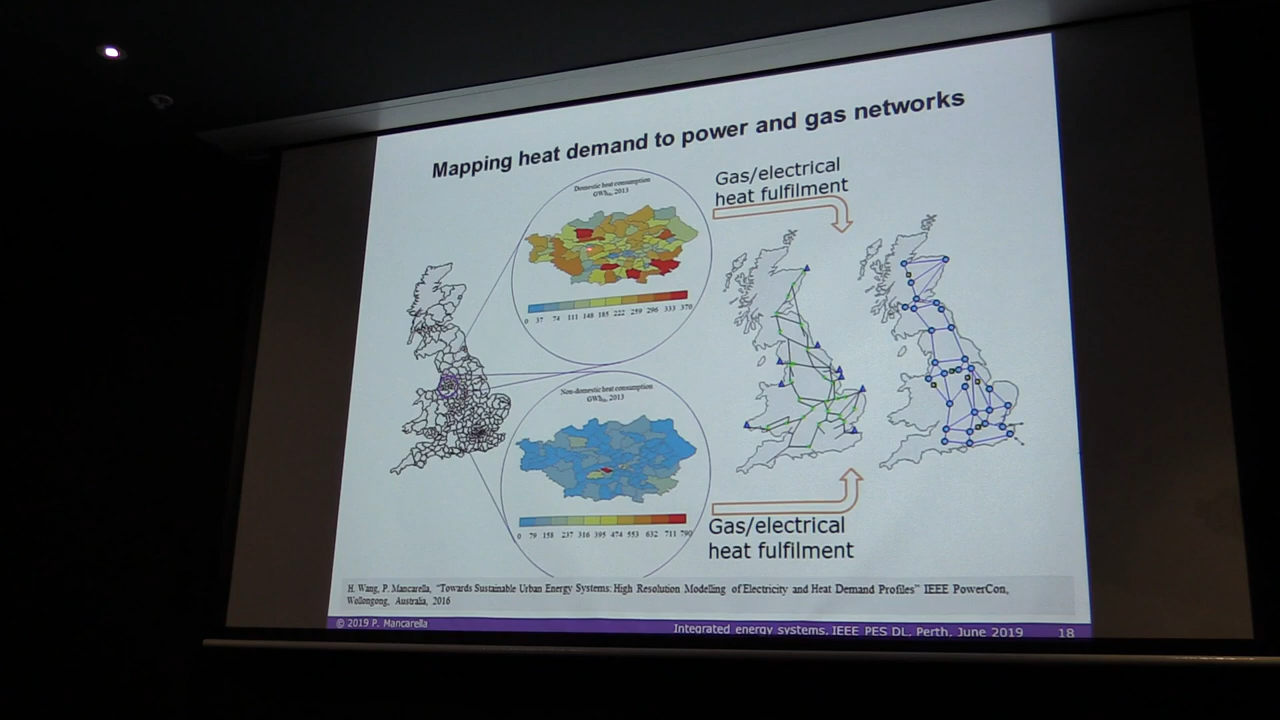 Mapping heat demand to power and gas networks
Domestic heat consumption
GWhth, 2013
0 37 74 111 148 185 222 259 296 333 370
Gas/electrical
heat fulfilment
Non-domestic heat consumption
GWhth, 2013
0 79 158 237 316 395 474 553 632 711 790
Gas/electrical
heat fulfilment
H. Wang, P. Mancarella, "Towards Sustainable Urban Energy Systems: High Resolution Modelling of Electricity and Heat Demand Profiles" IEEE PowerCon,
Wollongong, Australia, 2016
© 2019 P. Mancarella
Integrated energy systems, IEEE PES DL, Perth, June 2019 18